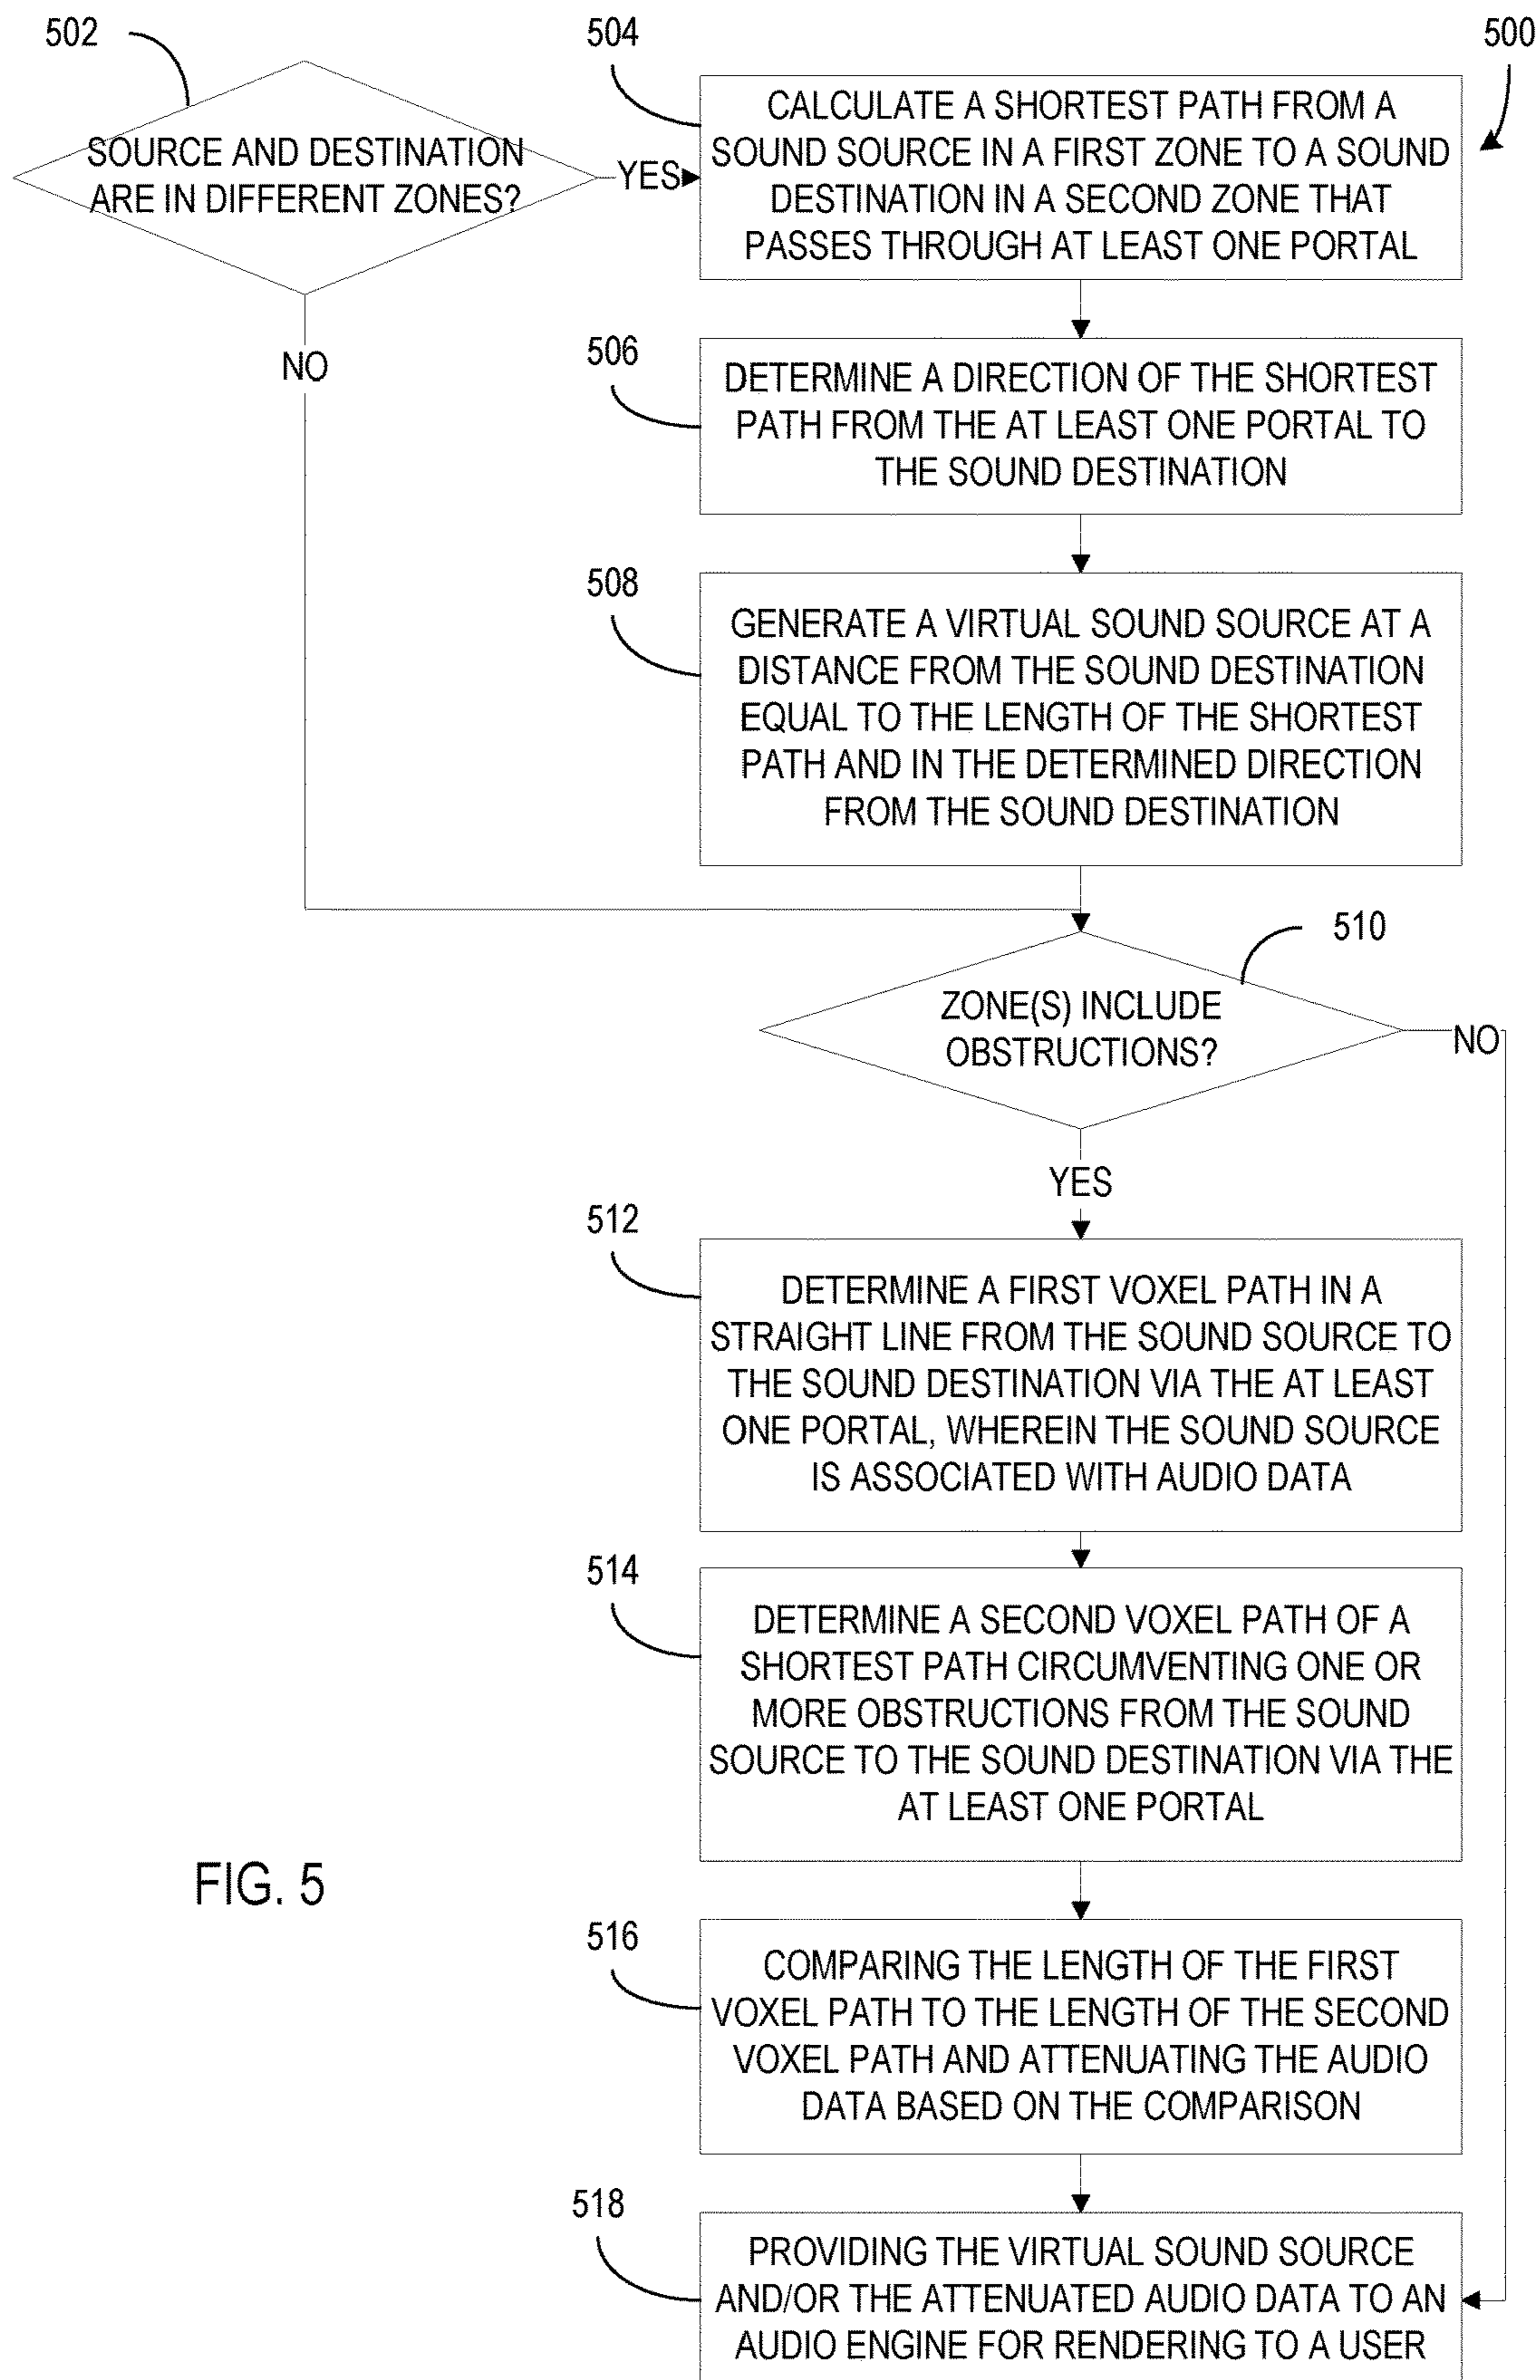 502
SOURCE AND DESTINATION
ARE IN DIFFERENT ZONES?
YES
NO
504
500
CALCULATE A SHORTEST PATH FROM A
SOUND SOURCE IN A FIRST ZONE TO A SOUND
DESTINATION IN A SECOND ZONE THAT
PASSES THROUGH AT LEAST ONE PORTAL
506
DETERMINE A DIRECTION OF THE SHORTEST
PATH FROM THE AT LEAST ONE PORTAL TO
THE SOUND DESTINATION
508
GENERATE A VIRTUAL SOUND SOURCE AT A
DISTANCE FROM THE SOUND DESTINATION
EQUAL TO THE LENGTH OF THE SHORTEST
PATH AND IN THE DETERMINED DIRECTION
FROM THE SOUND DESTINATION
510
ZONE(S) INCLUDE
OBSTRUCTIONS?
NO
YES
512
DETERMINE A FIRST VOXEL PATH IN A
STRAIGHT LINE FROM THE SOUND SOURCE TO
THE SOUND DESTINATION VIA THE AT LEAST
ONE PORTAL, WHEREIN THE SOUND SOURCE
IS ASSOCIATED WITH AUDIO DATA
514
DETERMINE A SECOND VOXEL PATH OF A
SHORTEST PATH CIRCUMVENTING ONE OR
MORE OBSTRUCTIONS FROM THE SOUND
SOURCE TO THE SOUND DESTINATION VIA THE
AT LEAST ONE PORTAL
FIG. 5
516
COMPARING THE LENGTH OF THE FIRST
VOXEL PATH TO THE LENGTH OF THE SECOND
VOXEL PATH AND ATTENUATING THE AUDIO
DATA BASED ON THE COMPARISON
518
PROVIDING THE VIRTUAL SOUND SOURCE
AND/OR THE ATTENUATED AUDIO DATA TO AN
AUDIO ENGINE FOR RENDERING TO A USER